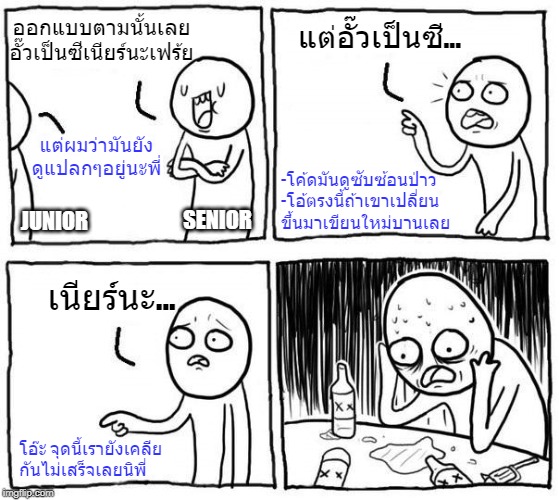 ออกแบบตามนั้นเลย
อั๊วเป็นซีเนียร์นะเฟร้ย
แต่ผมว่ามันยัง
ดูแปลกๆอยู่นะพี่
JUNIOR
SENIOR
แต่อั๊วเป็นซี...
-โค้ดมันดูซับซ้อนป่าว
-โอ้ตรงนี้ถ้าเขาเปลี่ยน
ขึ้นมาเขียนใหม่บานเลย
เนียร์นะ...
โอ๊ะ จุดนี้เรายังเคลีย
กันไม่เสร็จเลยนิพี่
imgflip.com